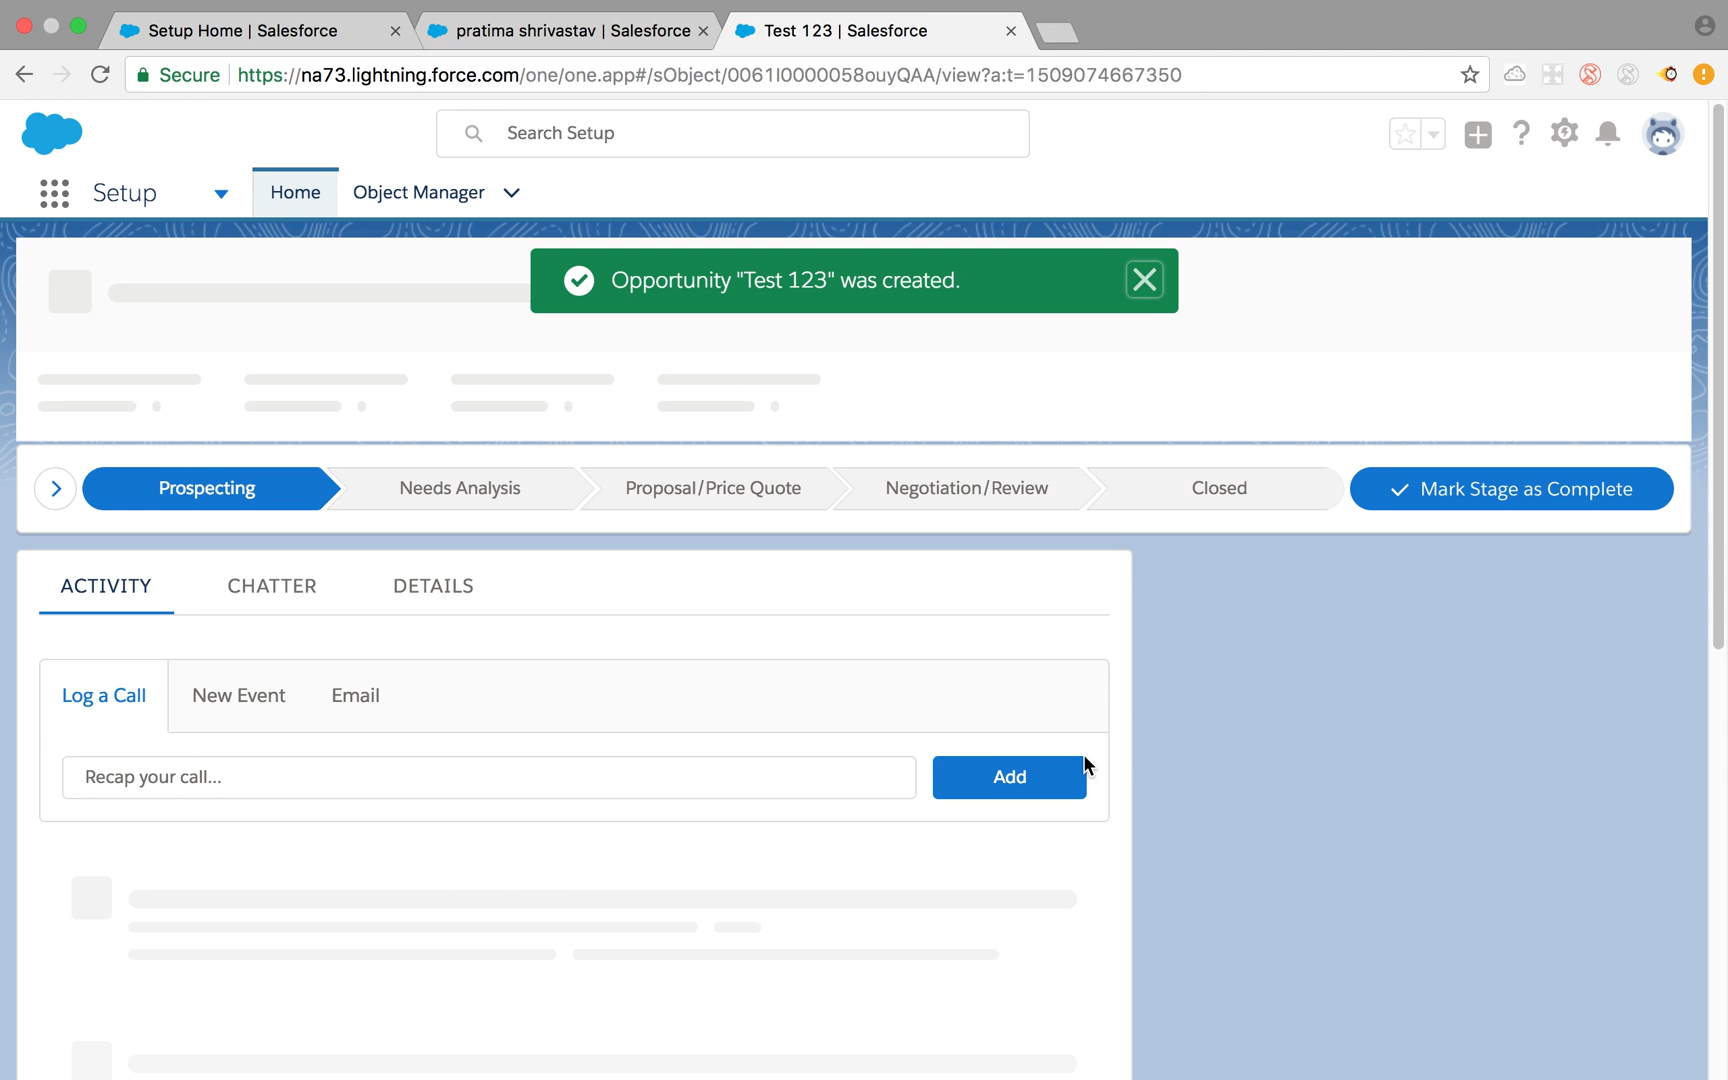 Setup Home | Salesforce
pratima shrivastav | Salesforce
Test 123 | Salesforce
Secure
https://na73.lightning.force.com/one/one.app#/sObject/0061I0000058ouyQAA/view?a:t=1509074667350
Search Setup
Setup
Home
Object Manager
Opportunity "Test 123" was created.
Prospecting
Needs Analysis
Proposal/Price Quote
Negotiation/Review
Closed
Mark Stage as Complete
ACTIVITY
CHATTER
DETAILS
Log a Call
New Event
Email
Recap your call...
Add